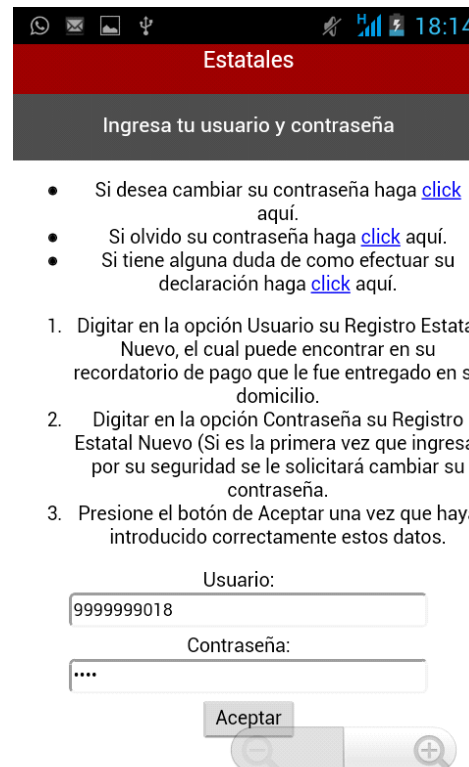 H 18:14
Estatales
Ingresa tu usuario y contraseña
● Si desea cambiar su contraseña haga click
aquí.
● Si olvido su contraseña haga click aquí.
● Si tiene alguna duda de como efectuar su
declaración haga click aquí.
1. Digitar en la opción Usuario su Registro Estata
Nuevo, el cual puede encontrar en su
recordatorio de pago que le fue entregado en s
domicilio.
2. Digitar en la opción Contraseña su Registro
Estatal Nuevo (Si es la primera vez que ingresa
por su seguridad se le solicitará cambiar su
contraseña.
3. Presione el botón de Aceptar una vez que haya
introducido correctamente estos datos.
Usuario:
9999999018
Contraseña:
••••
Aceptar